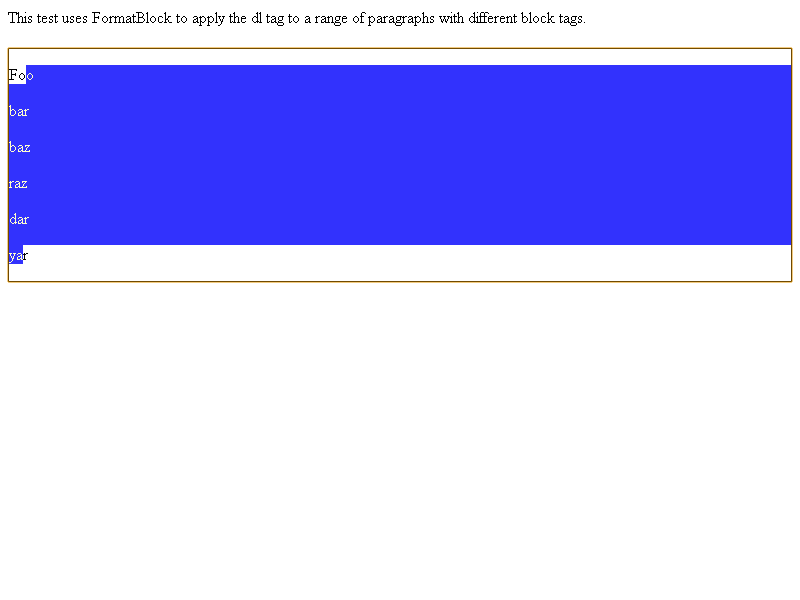 This test uses FormatBlock to apply the dl tag to a range of paragraphs with different block tags.
Foo
bar
baz
raz
dar
yar